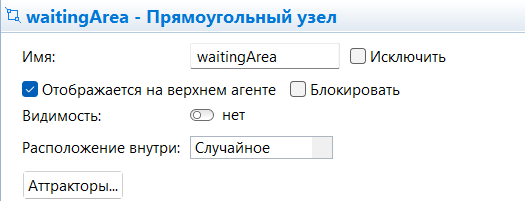 waitingArea - Прямоугольный узел
Имя: waitingArea Исключить
Отображается на верхнем агенте Блокировать
Видимость: нет
Расположение внутри: Случайное
Аттракторы...